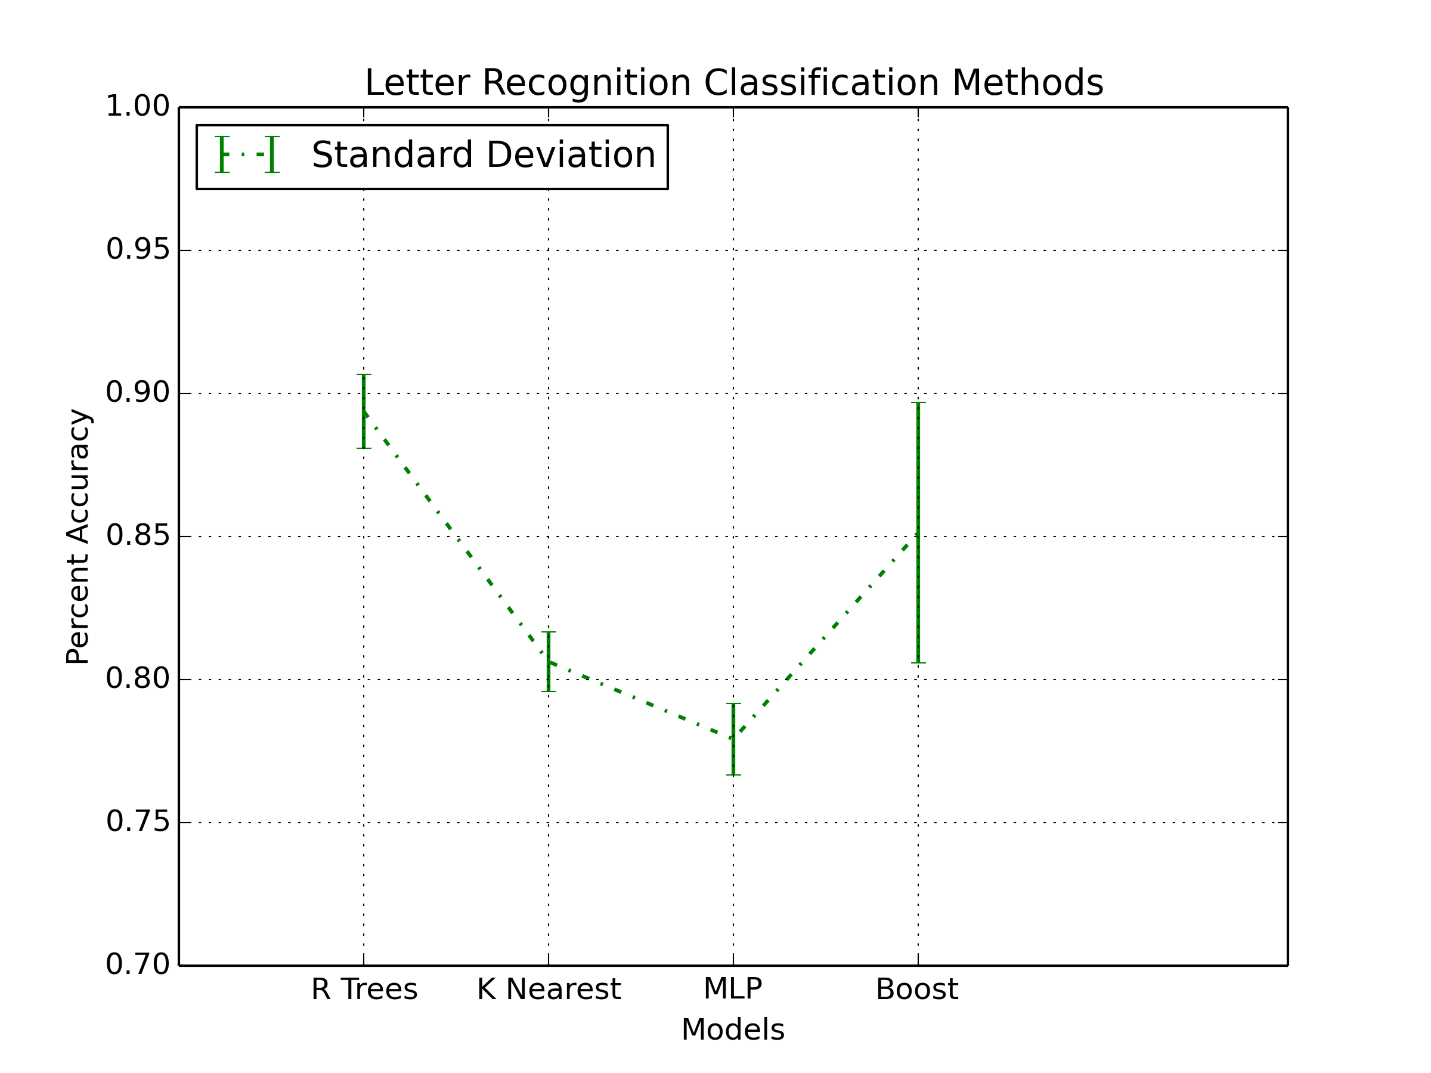 Letter Recognition Classification Methods
Standard Deviation
1.00
0.95
0.90
0.85
0.80
0.75
0.70
Percent Accuracy
R Trees K Nearest MLP Boost
Models